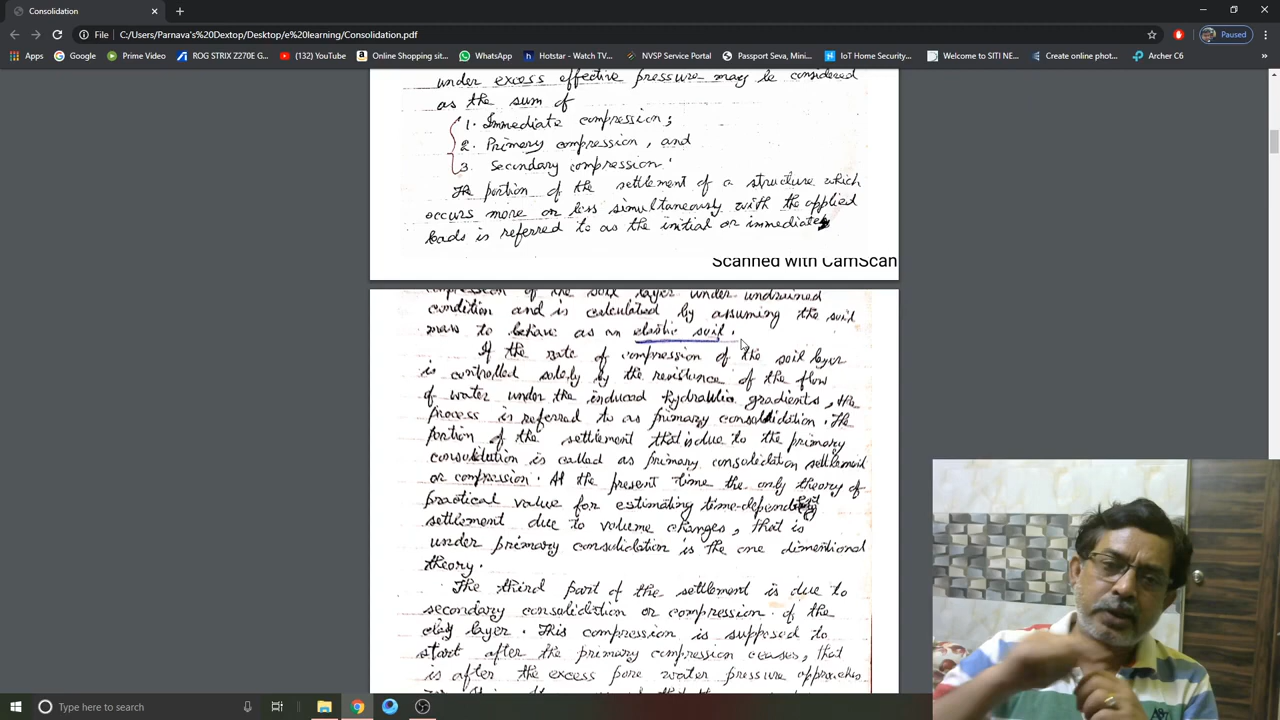 Consolidation
File
C:/Users/Parnava's%20Dextop/Desktop/e%20learning/Consolidation.pdf
Paused
Apps
Google
Prime Video
ROG STRIX Z270E G...
(132) YouTube
Online Shopping sit...
WhatsApp
Hotstar - Watch TV...
NVSP Service Portal
Passport Seva, Mini...
IoT Home Security...
Welcome to SITI NE...
Create online phot...
Archer C6
under excess effective pressure may be considered
as the sum of
1. Immediate compression;
2. Primary compression, and
3. Secondary compression.
The portion of the settlement of a structure which
occurs more or less simultaneously with the applied
loads is referred to as the initial or immediate
Scanned with CamScan
compression of the soil layer under undrained
condition and is calculated by assuming the soil
mass to behave as an elastic soil.
If the rate of compression of the soil layer
is controlled solely by the resistance of the flow
of water under the induced hydraulic gradients, the
process is referred to as primary consolidation. The
portion of the settlement that is due to the primary
consolidation is called as primary consolidation settlement
or compression. At the present time the only theory of
practical value for estimating time-dependent
settlement due to volume changes, that is
under primary consolidation is the one dimentional
theory.
The third part of the settlement is due to
secondary consolidation or compression of the
clay layer. This compression is supposed to
start after the primary compression ceases, that
is after the excess pore water pressure approaches
Type here to search